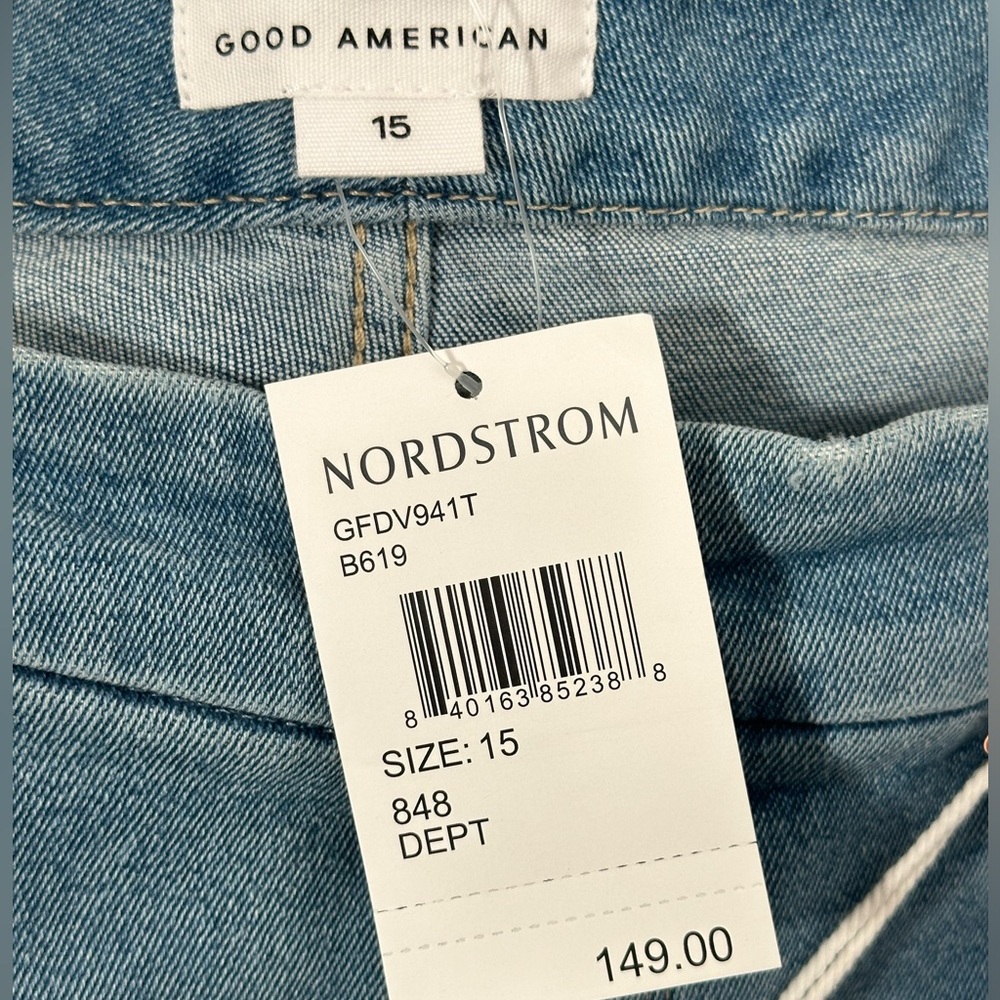 GOOD AMERICAN
15
NORDSTROM
GFDV941T
B619
8 40163 85238 8
SIZE: 15
848
DEPT
149.00